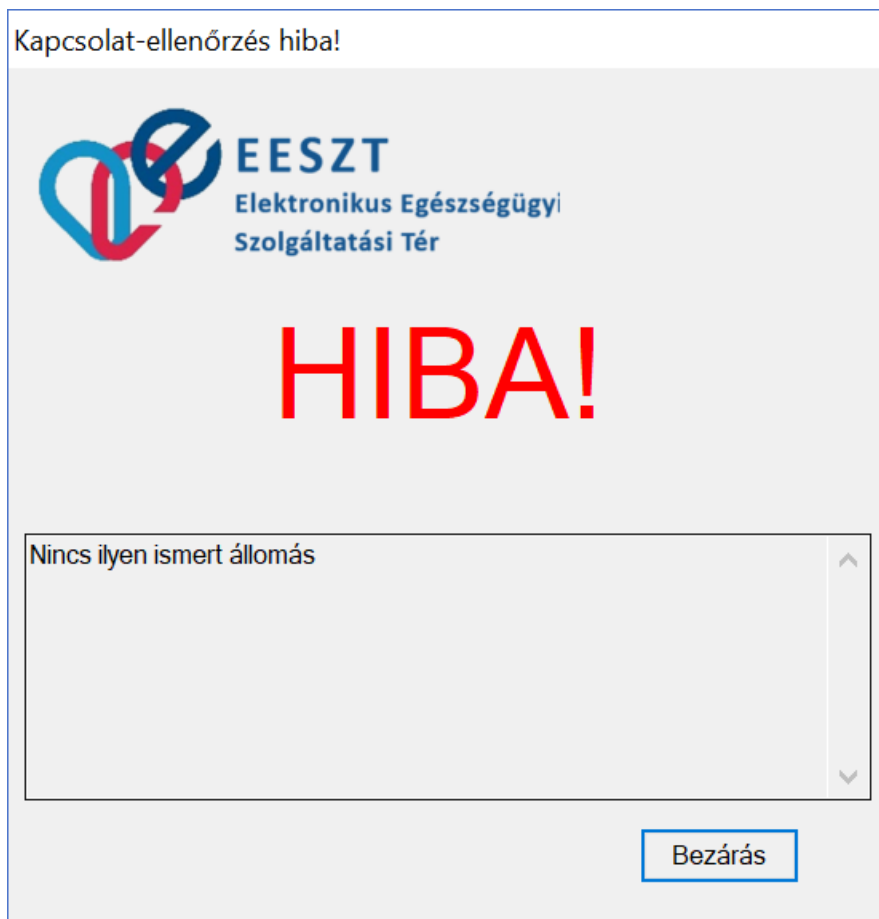 Kapcsolat-ellenőrzés hiba!
EESZT
Elektronikus Egészségügyi
Szolgáltatási Tér
HIBA!
Nincs ilyen ismert állomás
Bezárás